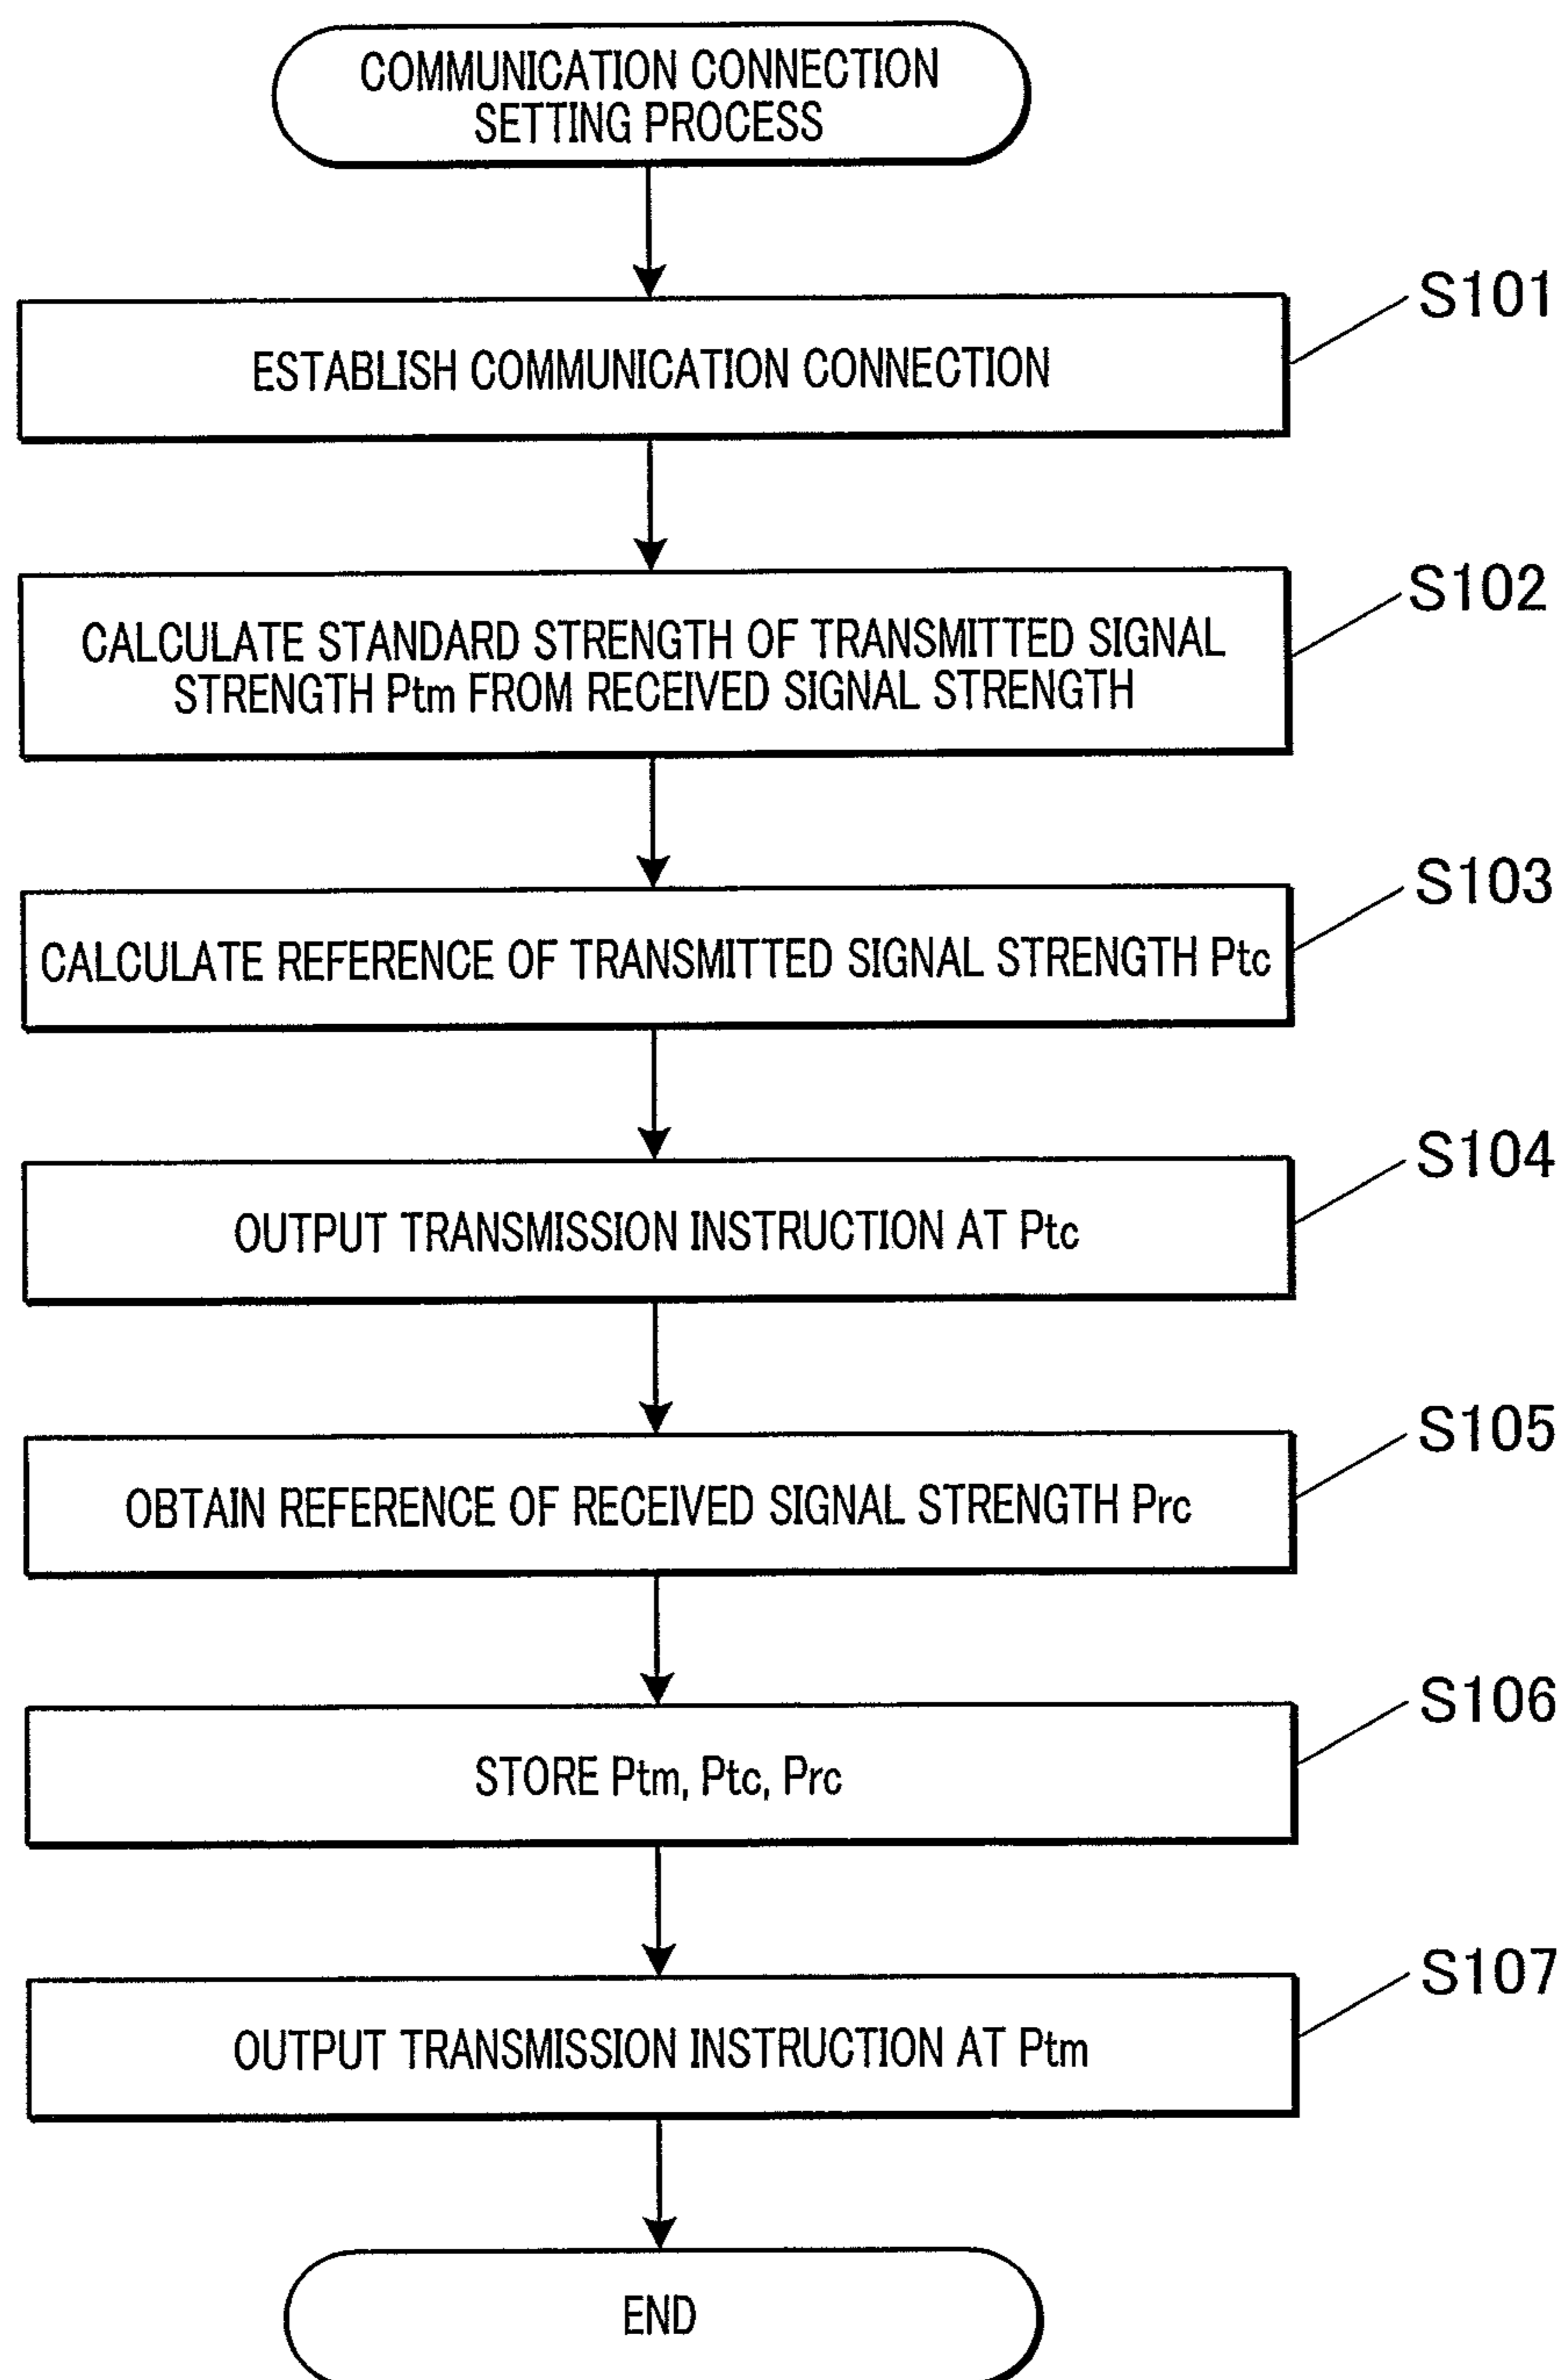 COMMUNICATION CONNECTION
SETTING PROCESS
S101
ESTABLISH COMMUNICATION CONNECTION
S102
CALCULATE STANDARD STRENGTH OF TRANSMITTED SIGNAL
STRENGTH Ptm FROM RECEIVED SIGNAL STRENGTH
S103
CALCULATE REFERENCE OF TRANSMITTED SIGNAL STRENGTH Ptc
S104
OUTPUT TRANSMISSION INSTRUCTION AT Ptc
S105
OBTAIN REFERENCE OF RECEIVED SIGNAL STRENGTH Prc
S106
STORE Ptm, Ptc, Prc
S107
OUTPUT TRANSMISSION INSTRUCTION AT Ptm
END